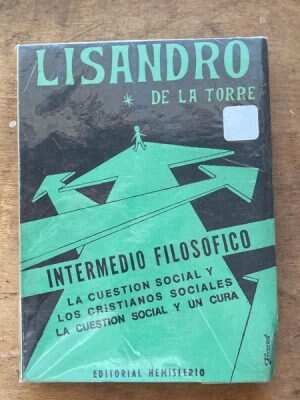 LISANDRO
DE LA TORRE
INTERMEDIO FILOSOFICO
LA CUESTION SOCIAL Y
LOS CRISTIANOS SOCIALES
LA CUESTION SOCIAL Y UN CURA
EDITORIAL HEMISFERIO